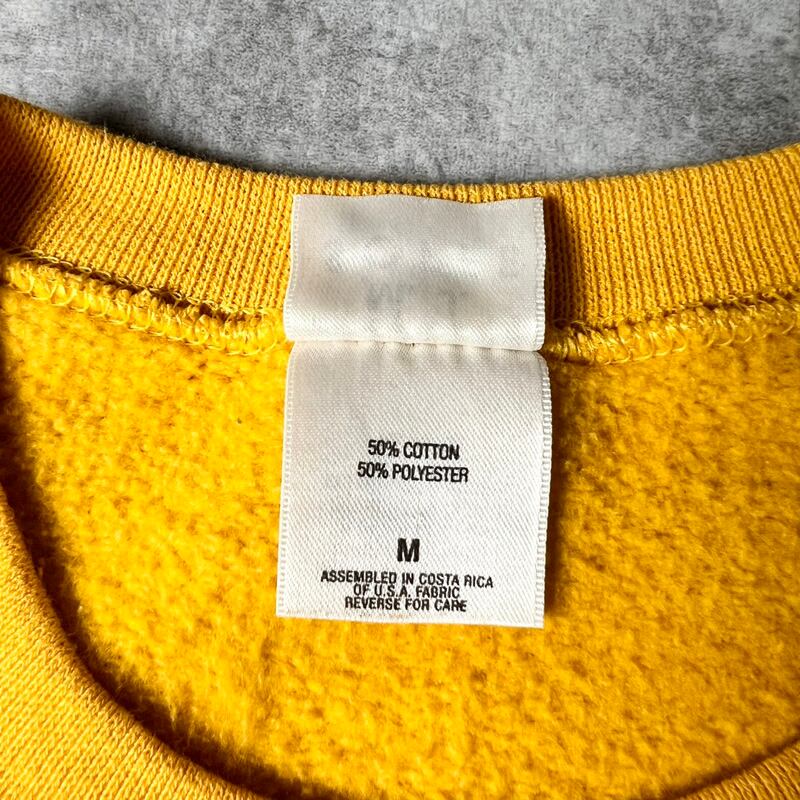 50% COTTON
50% POLYESTER
M
ASSEMBLED IN COSTA RICA
OF U.S.A. FABRIC
REVERSE FOR CARE